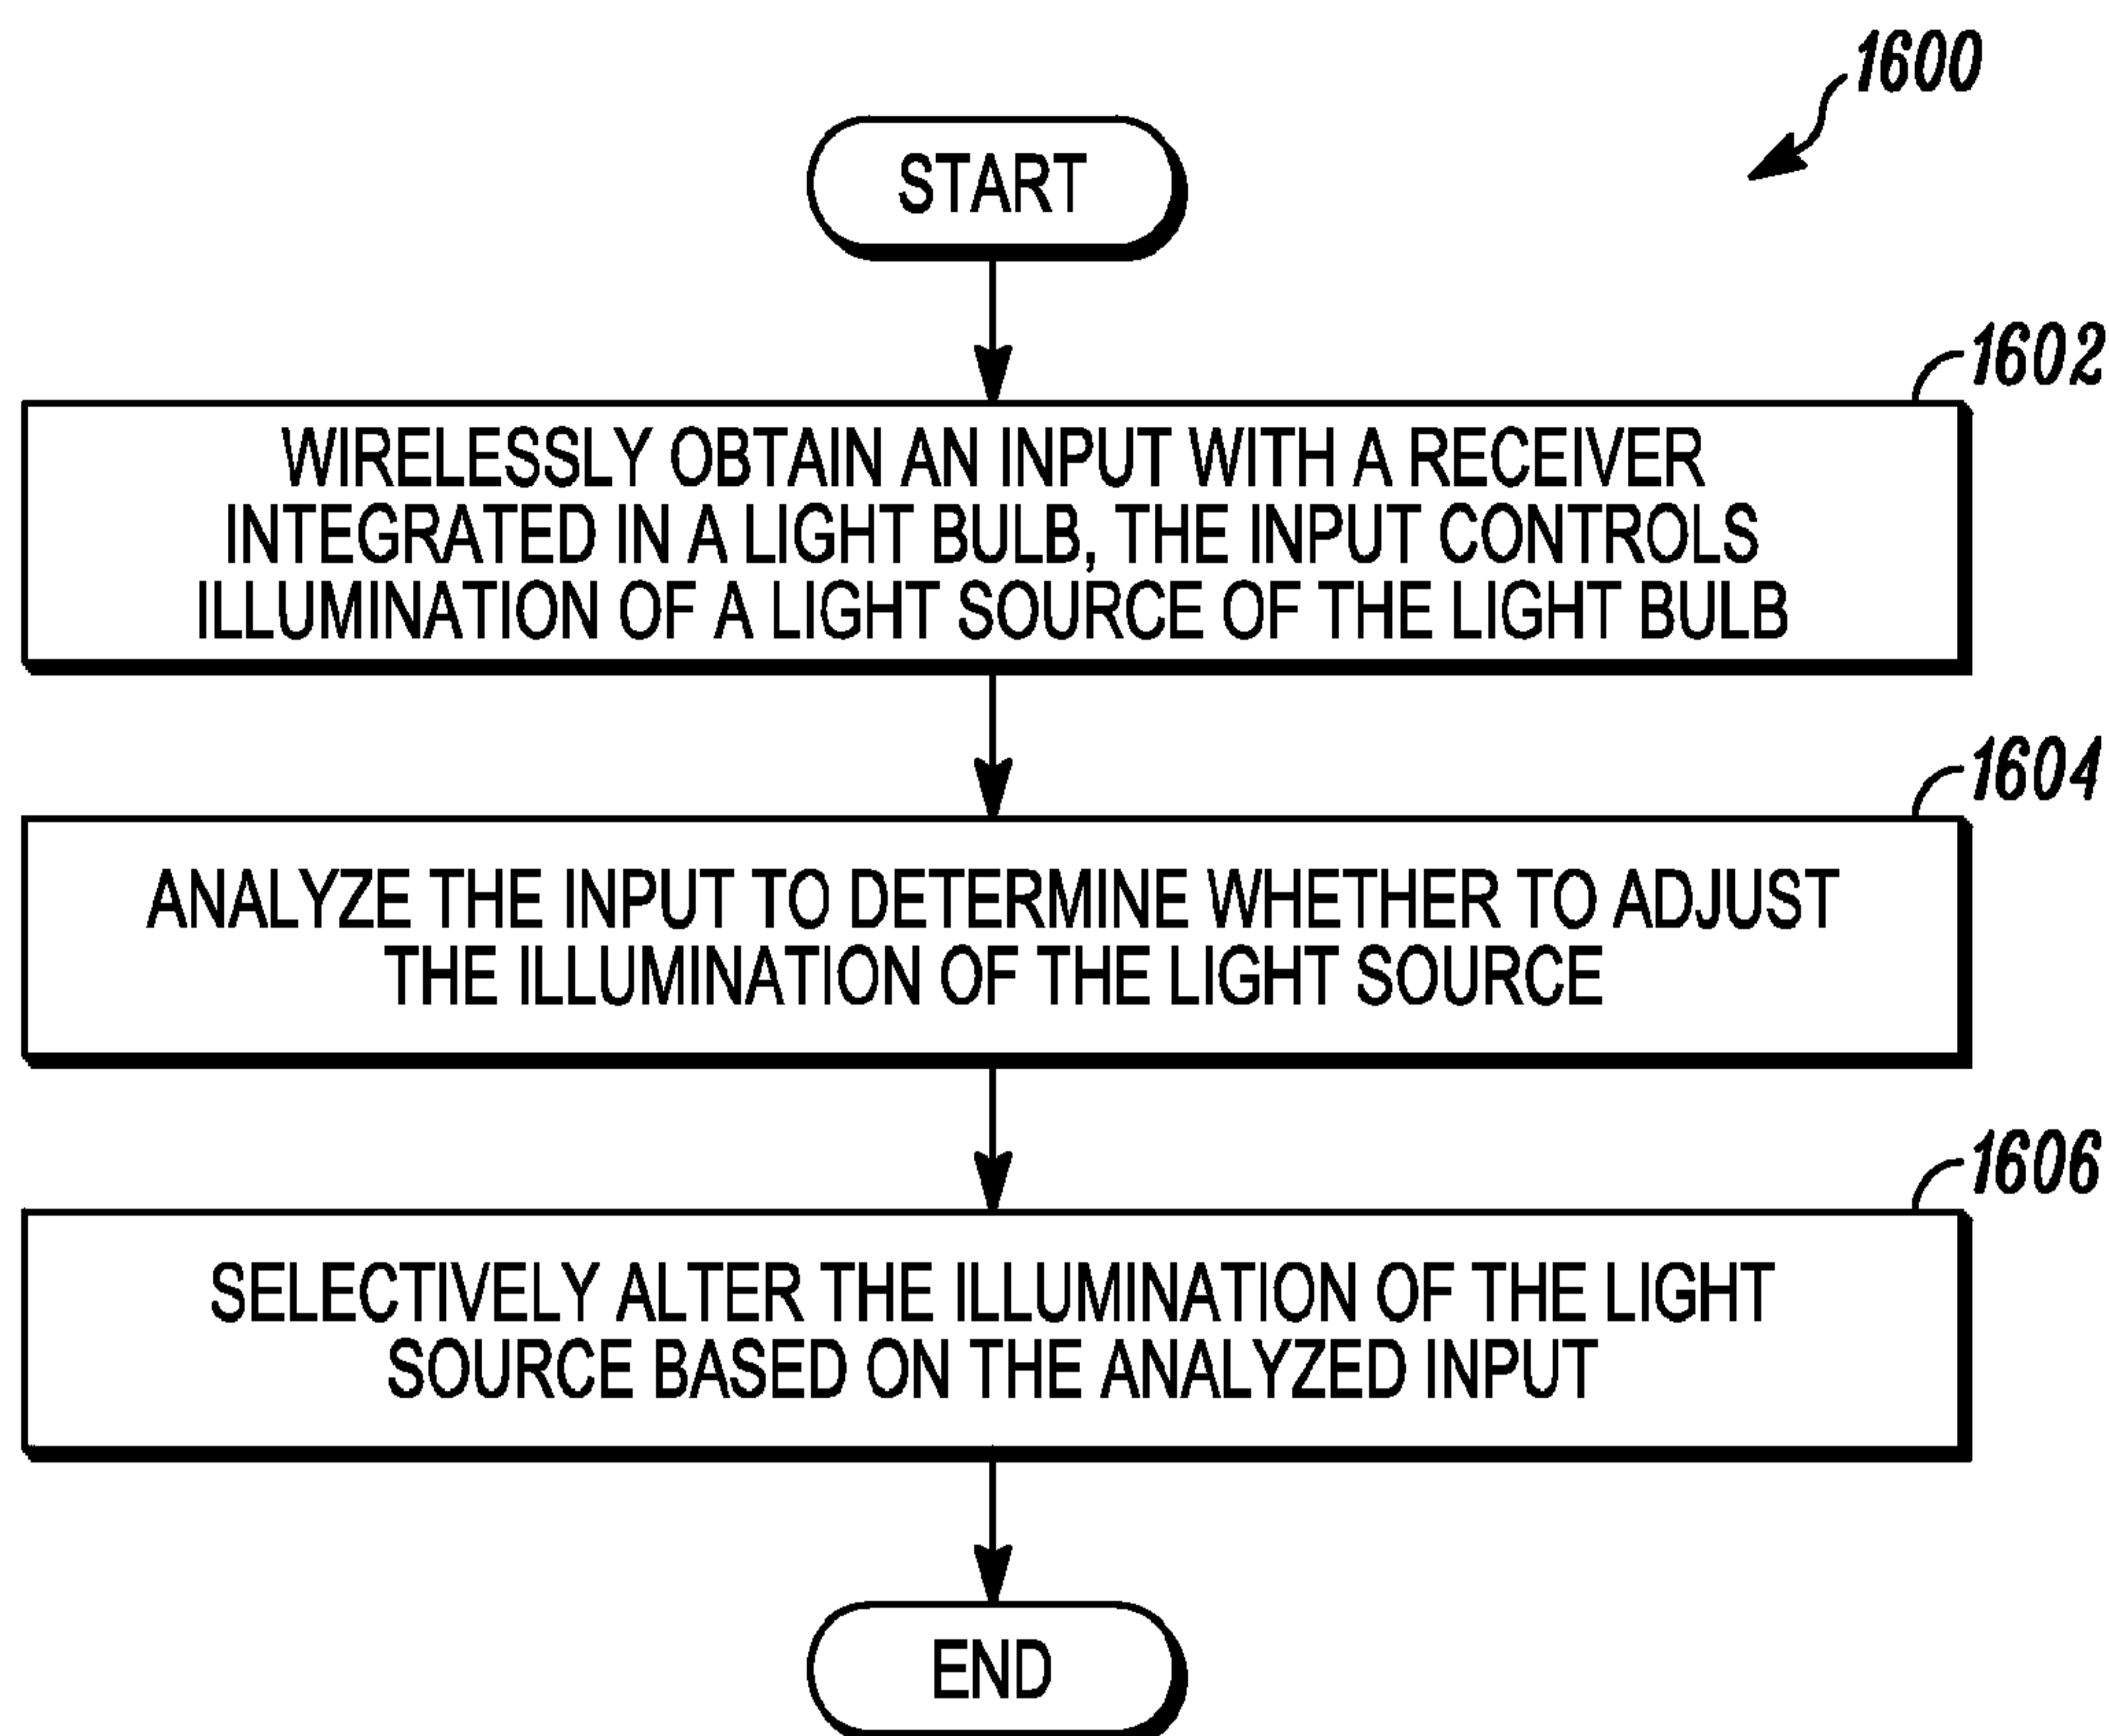 1600
START
1602
WIRELESSLY OBTAIN AN INPUT WITH A RECEIVER
INTEGRATED IN A LIGHT BULB, THE INPUT CONTROLS
ILLUMINATION OF A LIGHT SOURCE OF THE LIGHT BULB
1604
ANALYZE THE INPUT TO DETERMINE WHETHER TO ADJUST
THE ILLUMINATION OF THE LIGHT SOURCE
1606
SELECTIVELY ALTER THE ILLUMINATION OF THE LIGHT
SOURCE BASED ON THE ANALYZED INPUT
END